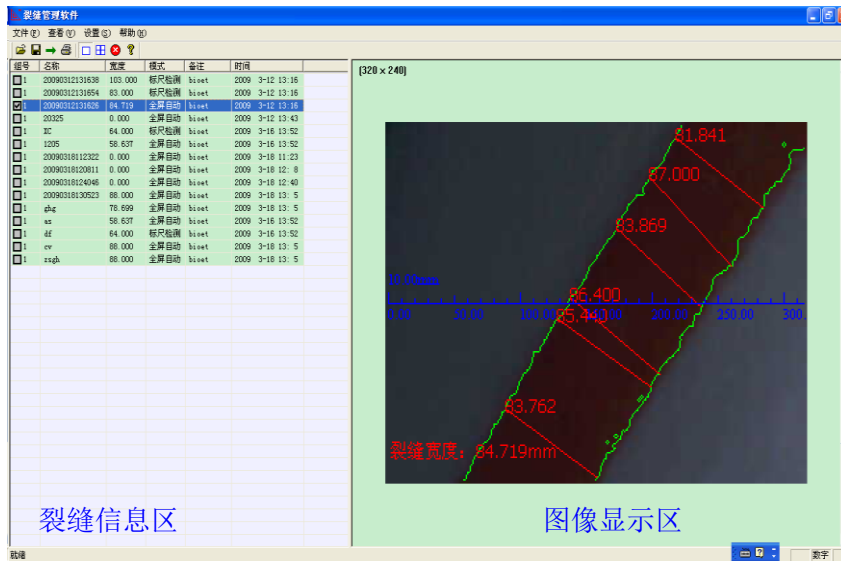 裂缝管理软件
文件(F) 查看(V) 设置(S) 帮助(H)
组号 名称 宽度 模式 备注 时间
1 20090312131638 103.000 标尺检测 bioet 2009 3-12 13:16
1 20090312131654 83.000 标尺检测 bioet 2009 3-12 13:16
1 20090312131626 84.719 全屏自动 bioet 2009 3-12 13:16
1 20325 0.000 全屏自动 bioet 2009 3-12 13:43
1 XC 64.000 标尺检测 bioet 2009 3-16 13:52
1 1205 58.637 全屏自动 bioet 2009 3-16 13:52
1 20090318112322 0.000 全屏自动 bioet 2009 3-18 11:23
1 20090318120811 0.000 全屏自动 bioet 2009 3-18 12: 8
1 20090318124046 0.000 全屏自动 bioet 2009 3-18 12:40
1 20090318130523 88.000 全屏自动 bioet 2009 3-18 13: 5
1 ghg 78.699 全屏自动 bioet 2009 3-18 13: 5
1 az 58.637 全屏自动 bioet 2009 3-16 13:52
1 df 64.000 标尺检测 bioet 2009 3-16 13:52
1 cv 88.000 全屏自动 bioet 2009 3-18 13: 5
1 rsgh 88.000 全屏自动 bioet 2009 3-18 13: 5
裂缝信息区
(320 x 240)
81.841
87.000
83.869
10.00mm
86.400
0.00 50.00 100.00 200.00 250.00 300.
85.440
83.762
裂缝宽度: 84.719mm
图像显示区
就绪
数字